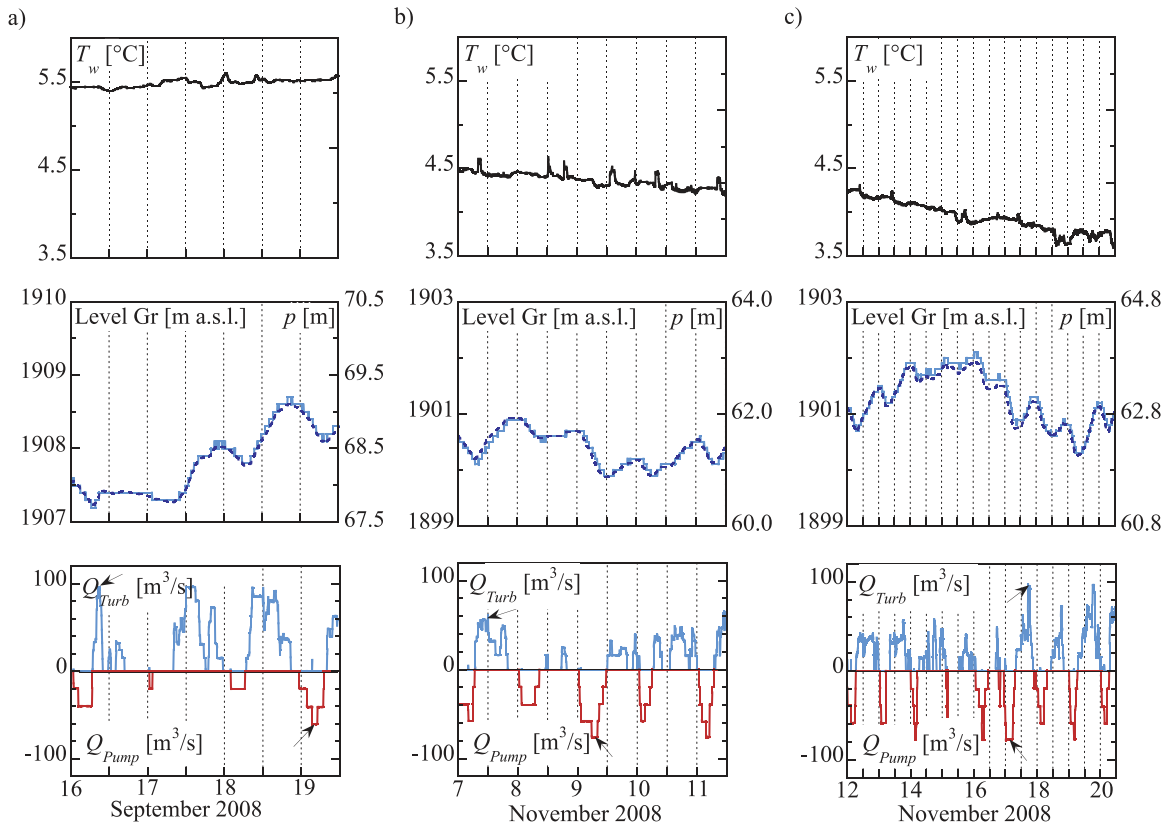 a)
b)
c)
T_w [°C]
5.5
4.5
3.5
T_w [°C]
5.5
4.5
3.5
T_w [°C]
5.5
4.5
3.5
1910
1909
1908
1907
Level Gr [m a.s.l.] p [m]
70.5
69.5
68.5
67.5
1903
1901
1899
Level Gr [m a.s.l.] p [m]
64.0
62.0
60.0
1903
1901
1899
Level Gr [m a.s.l.] p [m]
64.8
62.8
60.8
100
0
-100
Q_Turb [m³/s]
Q_Pump [m³/s]
16 17 18 19
September 2008
100
0
-100
Q_Turb [m³/s]
Q_Pump [m³/s]
7 8 9 10 11
November 2008
100
0
-100
Q_Turb [m³/s]
Q_Pump [m³/s]
12 14 16 17 18 20
November 2008